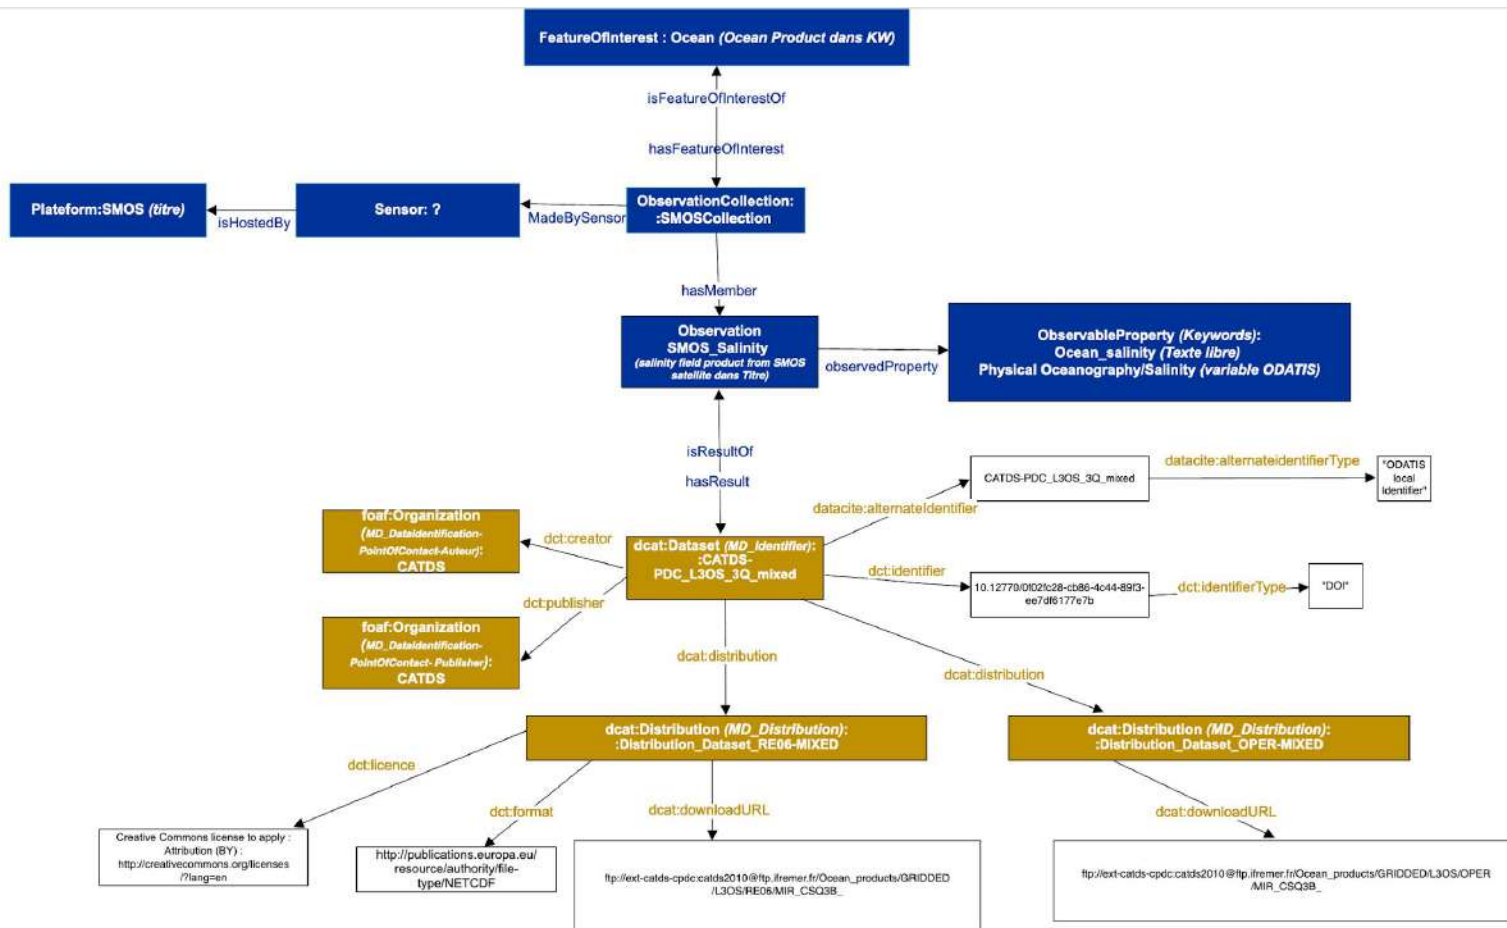 FeatureOfInterest : Ocean (Ocean Product dans KW)
isFeatureOfInterestOf
hasFeatureOfInterest
Plateform:SMOS (titre)
isHostedBy
Sensor: ?
MadeBySensor
ObservationCollection:
:SMOSCollection
hasMember
Observation
SMOS_Salinity
(salinity field product from SMOS
satellite dans Titre)
observedProperty
ObservableProperty (Keywords):
Ocean_salinity (Texte libre)
Physical Oceanography/Salinity (variable ODATIS)
isResultOf
hasResult
datacite:alternateIdentifier
CATDS-PDC_L3OS_3Q_mixed
datacite:alternateidentifierType
"ODATIS
local
Identifier"
foaf:Organization
(MD_DataIdentification-
PointOfContact-Auteur):
CATDS
dct:creator
dcat:Dataset (MD_Identifier):
:CATDS-
PDC_L3OS_3Q_mixed
dct:identifier
10.12770/0f02fc28-cb86-4c44-89f3-
ee7df6177e7b
dct:identifierType
"DOI"
dct:publisher
foaf:Organization
(MD_DataIdentification-
PointOfContact- Publisher):
CATDS
dcat:distribution
dcat:distribution
dcat:Distribution (MD_Distribution):
:Distribution_Dataset_RE06-MIXED
dcat:Distribution (MD_Distribution):
:Distribution_Dataset_OPER-MIXED
dct:licence
dct:format
dcat:downloadURL
dcat:downloadURL
Creative Commons license to apply :
Attribution (BY) :
http://creativecommons.org/licenses
/?lang=en
http://publications.europa.eu/
resource/authority/file-
type/NETCDF
ftp://ext-catds-cpdc:catds2010@ftp.ifremer.fr/Ocean_products/GRIDDED
/L3OS/RE06/MIR_CSQ3B_
ftp://ext-catds-cpdc:catds2010@ftp.ifremer.fr/Ocean_products/GRIDDED/L3OS/OPER
/MIR_CSQ3B_